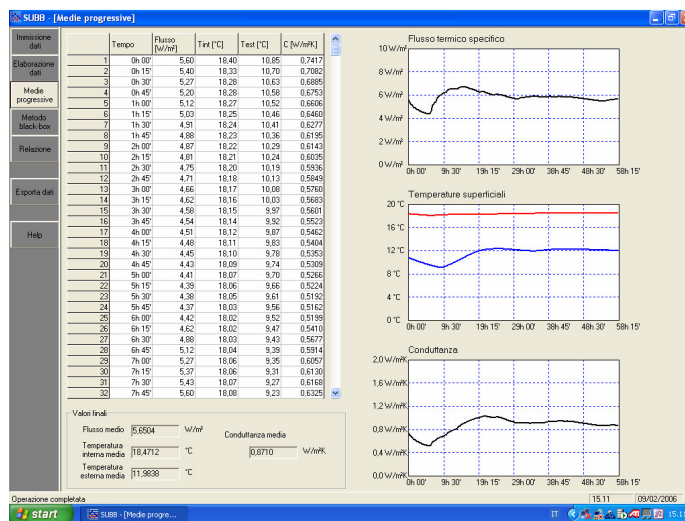 SUBB - [Medie progressive]
Immissione dati
Elaborazione dati
Medie progressive
Metodo black-box
Relazione
Esporta dati
Help
Tempo Flusso [W/m²] Tint [°C] Test [°C] C [W/m²K]
1 0h 00' 5,60 18,40 10,85 0,7417
2 0h 15' 5,40 18,33 10,70 0,7082
3 0h 30' 5,27 18,28 10,63 0,6885
4 0h 45' 5,20 18,28 10,58 0,6753
5 1h 00' 5,12 18,27 10,52 0,6606
6 1h 15' 5,03 18,25 10,46 0,6460
7 1h 30' 4,91 18,24 10,41 0,6277
8 1h 45' 4,88 18,23 10,36 0,6195
9 2h 00' 4,87 18,22 10,29 0,6143
10 2h 15' 4,81 18,21 10,24 0,6035
11 2h 30' 4,75 18,20 10,19 0,5936
12 2h 45' 4,71 18,18 10,13 0,5849
13 3h 00' 4,66 18,17 10,08 0,5760
14 3h 15' 4,62 18,16 10,03 0,5683
15 3h 30' 4,58 18,15 9,97 0,5601
16 3h 45' 4,54 18,14 9,92 0,5523
17 4h 00' 4,51 18,12 9,87 0,5462
18 4h 15' 4,48 18,11 9,83 0,5404
19 4h 30' 4,45 18,10 9,78 0,5353
20 4h 45' 4,43 18,09 9,74 0,5309
21 5h 00' 4,41 18,07 9,70 0,5266
22 5h 15' 4,39 18,06 9,66 0,5224
23 5h 30' 4,38 18,05 9,61 0,5192
24 5h 45' 4,37 18,03 9,56 0,5162
25 6h 00' 4,42 18,02 9,52 0,5199
26 6h 15' 4,62 18,02 9,47 0,5410
27 6h 30' 4,88 18,03 9,43 0,5677
28 6h 45' 5,12 18,04 9,39 0,5914
29 7h 00' 5,27 18,06 9,35 0,6057
30 7h 15' 5,37 18,06 9,31 0,6130
31 7h 30' 5,43 18,07 9,27 0,6168
32 7h 45' 5,60 18,08 9,23 0,6325
Valori finali
Flusso medio 5,6504 W/m²
Temperatura interna media 18,4712 °C
Temperatura esterna media 11,9838 °C
Conduttanza media
0,8710 W/m²K
Flusso termico specifico
10 W/m²
8 W/m²
6 W/m²
4 W/m²
2 W/m²
0 W/m²
0h 00' 9h 30' 19h 15' 29h 00' 38h 45' 48h 30' 58h 15'
Temperature superficiali
20 °C
16 °C
12 °C
8 °C
4 °C
0 °C
0h 00' 9h 30' 19h 15' 29h 00' 38h 45' 48h 30' 58h 15'
Conduttanza
2,0 W/m²K
1,6 W/m²K
1,2 W/m²K
0,8 W/m²K
0,4 W/m²K
0,0 W/m²K
0h 00' 9h 30' 19h 15' 29h 00' 38h 45' 48h 30' 58h 15'
Operazione completata
15.11 09/02/2006
start
SUBB - [Medie progre...
IT
15.11